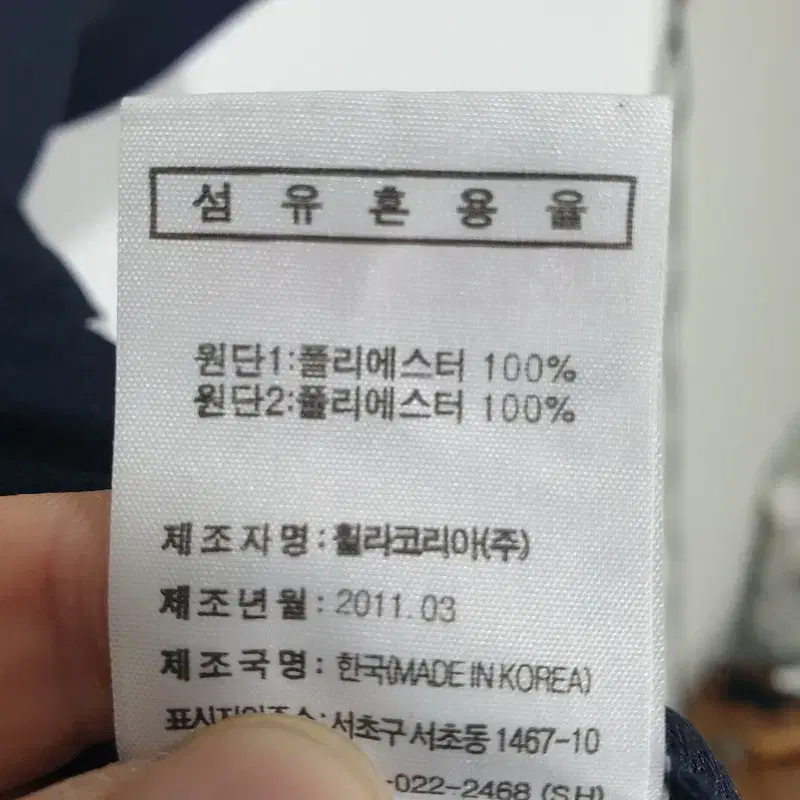 섬유혼용율
원단1:폴리에스터 100%
원단2:폴리에스터 100%
제조자명:휠라코리아(주)
제조년월:2011.03
제조국명:한국(MADE IN KOREA)
서초구 서초동 1467-10
-022-2468 (S.H)